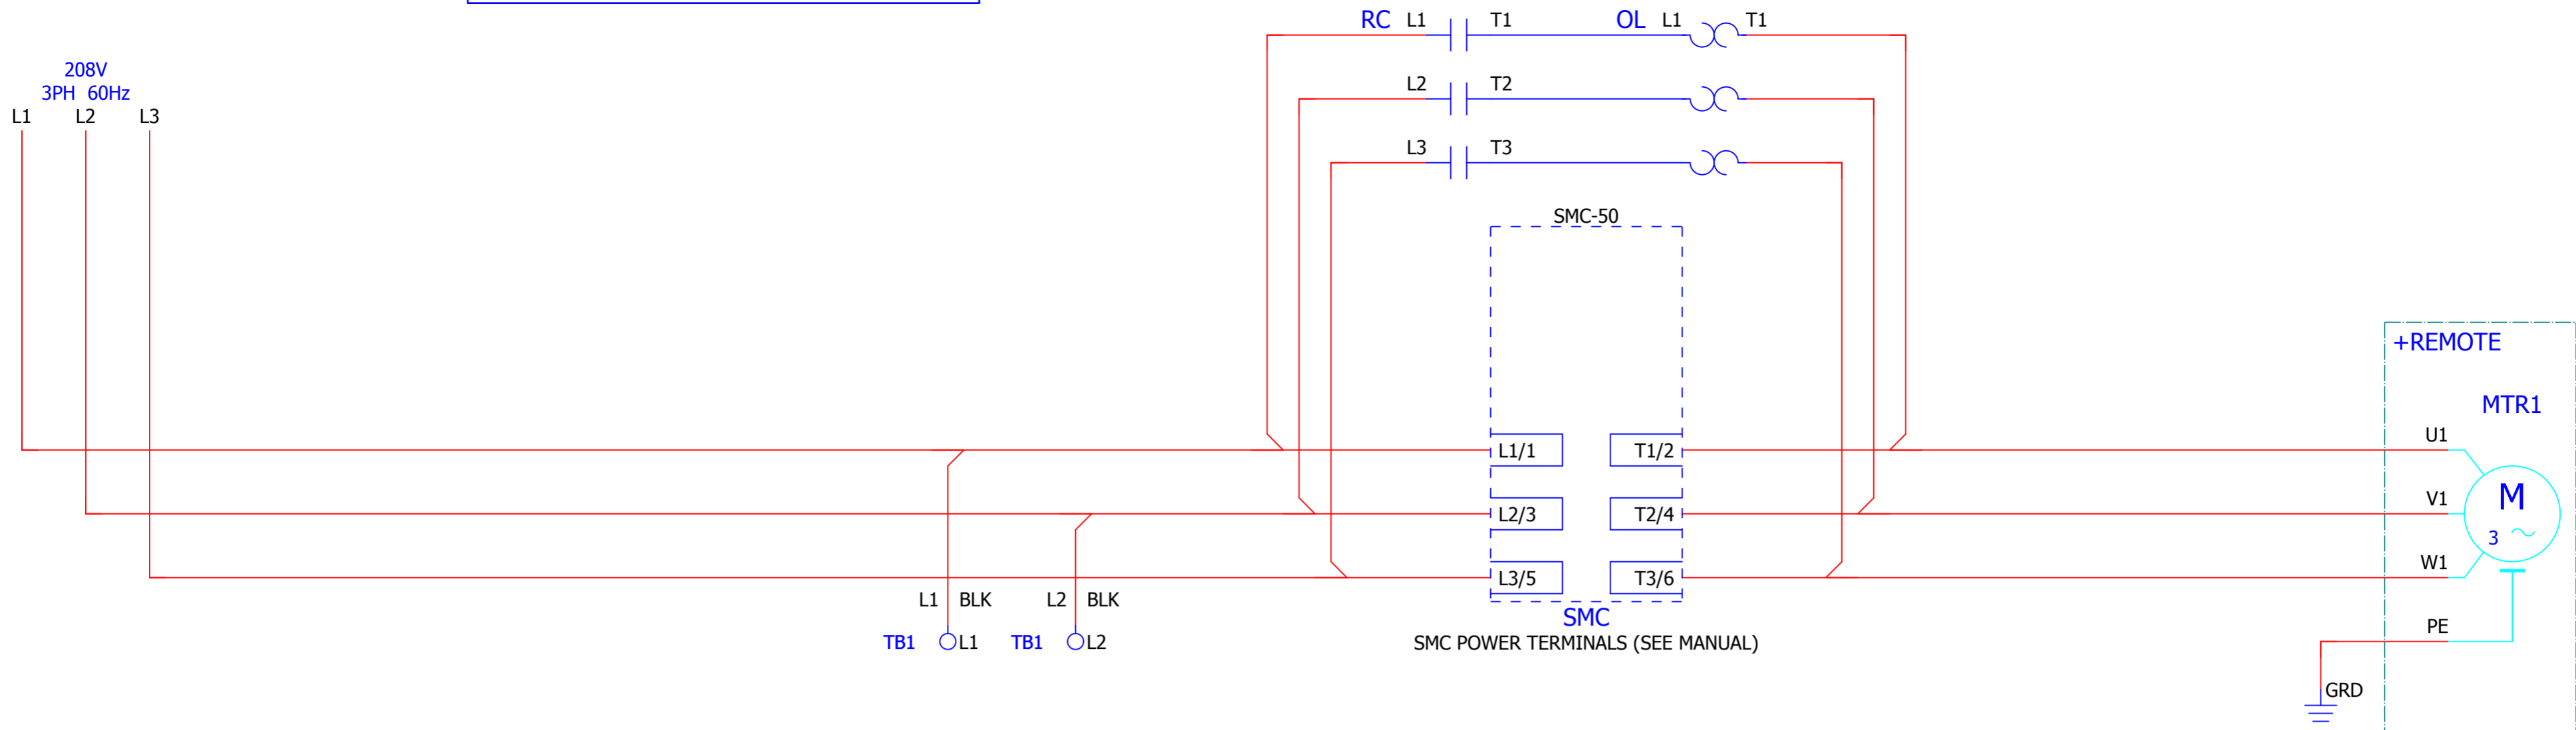 RC L1 T1 OL L1 T1
208V
3PH 60Hz
L1 L2 L3
L2 T2
L3 T3
SMC-50
+REMOTE
MTR1
U1
L1/1 T1/2
V1
M
L2/3 T2/4
3
W1
L3/5 T3/6
L1 BLK L2 BLK
SMC
PE
TB1 L1 TB1 L2
SMC POWER TERMINALS (SEE MANUAL)
GRD